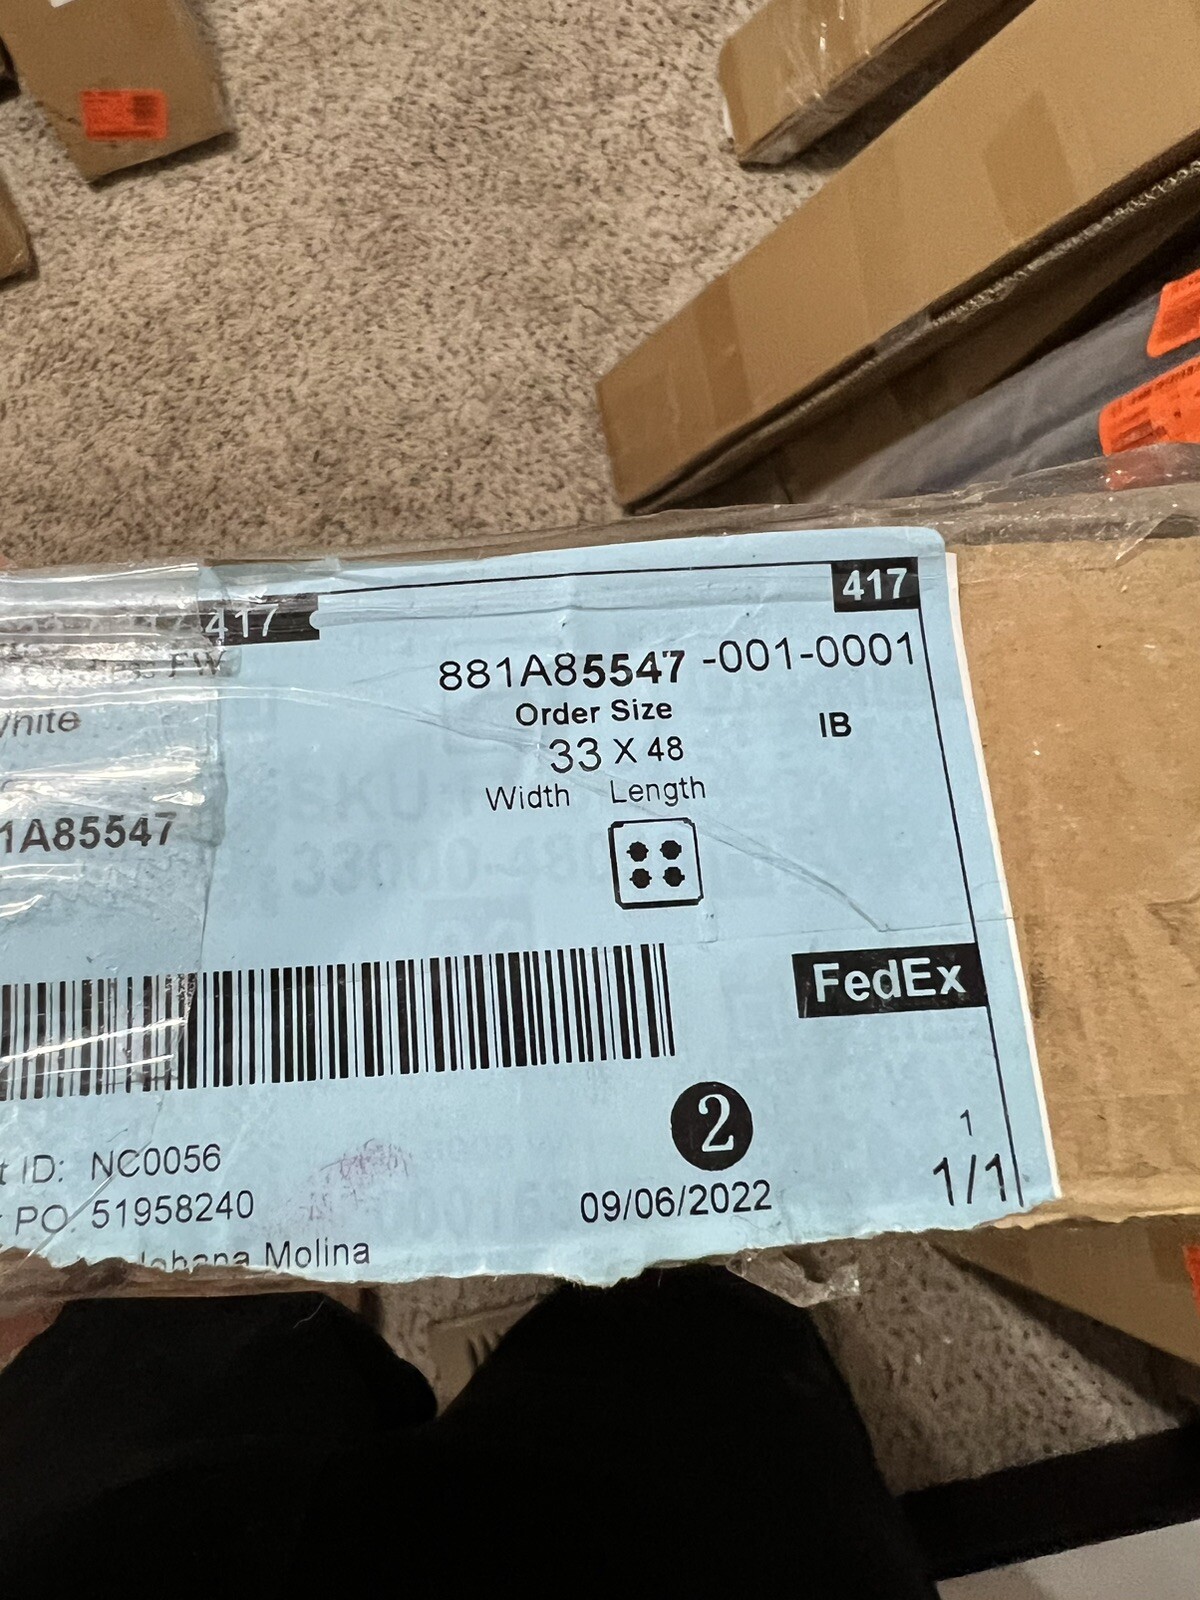 417
417
881A85547 -001-0001
FW
Order Size
IB
33 X 48
Width Length
1A85547
FedEx
2
1
ID: NC0056
PO: 51958240
09/06/2022
1/1
Molina